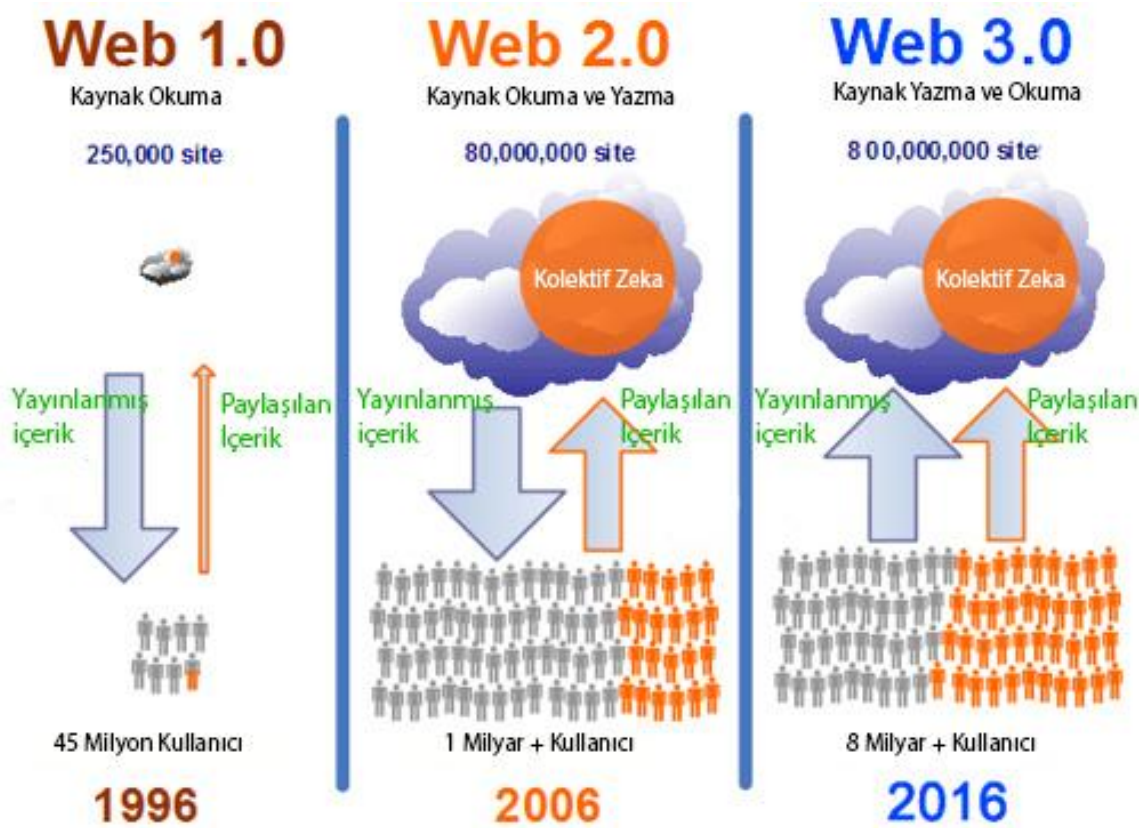 Web 1.0
Kaynak Okuma
250,000 site
Yayınlanmış
içerik
Paylaşılan
İçerik
45 Milyon Kullanıcı
1996
Web 2.0
Kaynak Okuma ve Yazma
80,000,000 site
Kolektif Zeka
Yayınlanmış
içerik
Paylaşılan
İçerik
1 Milyar + Kullanıcı
2006
Web 3.0
Kaynak Yazma ve Okuma
800,000,000 site
Kolektif Zeka
Yayınlanmış
içerik
Paylaşılan
İçerik
8 Milyar + Kullanıcı
2016